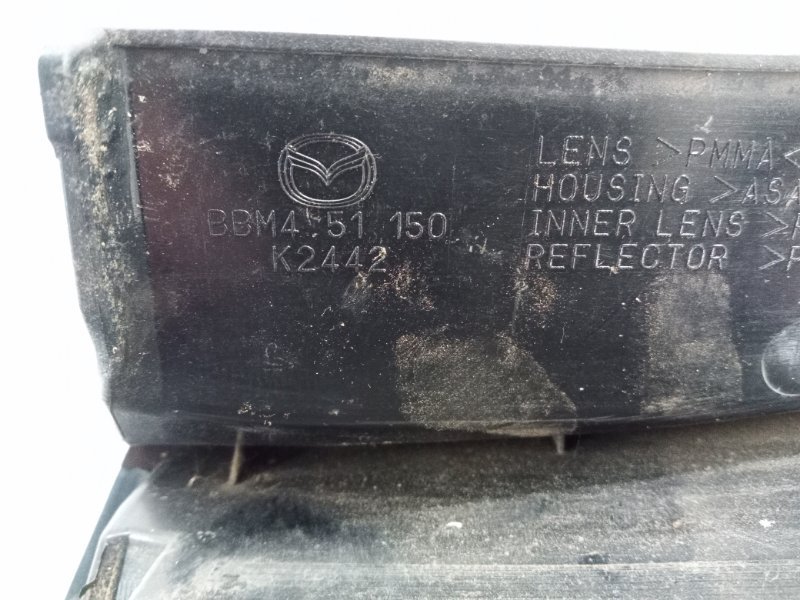 BBM4 51 150
K2442
LENS >PMMA<
HOUSING >ASA
INNER LENS >
REFLECTOR >P